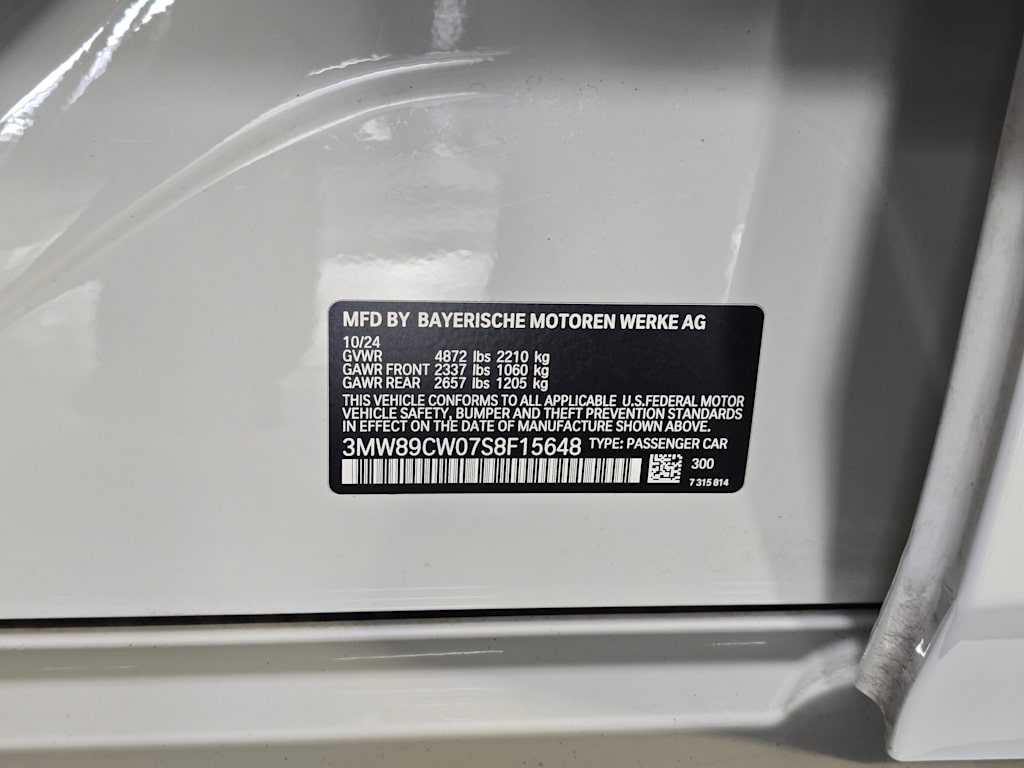 MFD BY BAYERISCHE MOTOREN WERKE AG
10/24
GVWR 4872 lbs 2210 kg
GAWR FRONT 2337 lbs 1060 kg
GAWR REAR 2657 lbs 1205 kg
THIS VEHICLE CONFORMS TO ALL APPLICABLE U.S.FEDERAL MOTOR
VEHICLE SAFETY, BUMPER AND THEFT PREVENTION STANDARDS
IN EFFECT ON THE DATE OF MANUFACTURE SHOWN ABOVE.
3MW89CW07S8F15648 TYPE: PASSENGER CAR
300
7 315 814